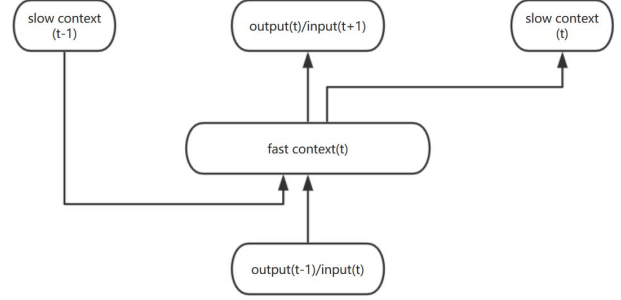 slow context
(t-1)
output(t)/input(t+1)
slow context
(t)
fast context(t)
output(t-1)/input(t)